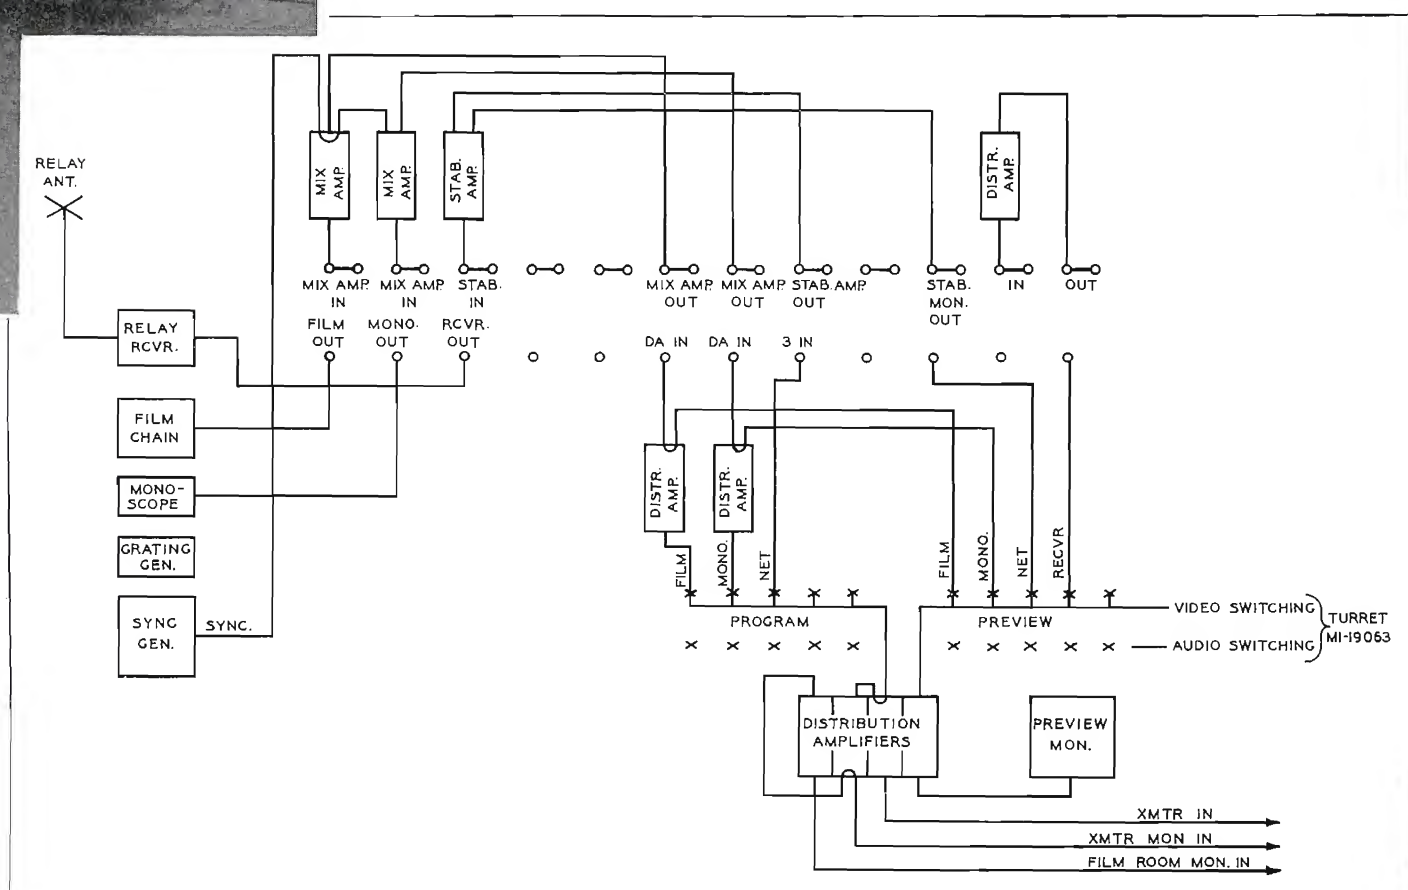 RELAY
ANT.
MIX
AMP.
MIX
AMP.
STAB.
AMP.
DISTR.
AMP.
MIX AMP. MIX AMP. STAB. MIX AMP. MIX AMP. STAB. AMP. STAB. IN OUT
IN IN IN OUT OUT OUT MON.
OUT
FILM MONO. RCVR.
OUT OUT OUT
DA IN DA IN 3 IN
RELAY
RCVR.
FILM
CHAIN
MONO-
SCOPE
GRATING
GEN.
SYNC
GEN.
SYNC.
DISTR.
AMP.
DISTR.
AMP.
FILM
MONO.
NET
FILM
MONO.
NET
RECVR
PROGRAM
PREVIEW
VIDEO SWITCHING
AUDIO SWITCHING
TURRET
MI-19063
DISTRIBUTION
AMPLIFIERS
PREVIEW
MON.
XMTR IN
XMTR MON IN
FILM ROOM MON. IN